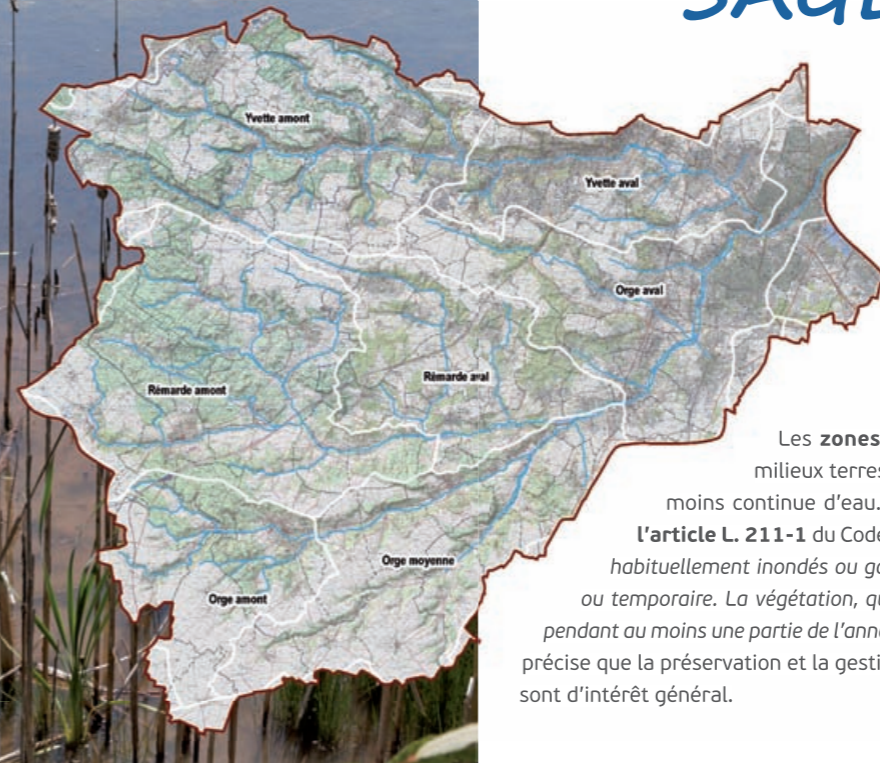 SAGE
Yvette amont
Yvette aval
Orge aval
Rémarde amont
Rémarde aval
Orge moyenne
Orge amont
Les zones
milieux terres
moins continue d'eau.
l'article L. 211-1 du Code
habituellement inondés ou ga
ou temporaire. La végétation, qu
pendant au moins une partie de l'anné
précise que la préservation et la gesti
sont d'intérêt général.